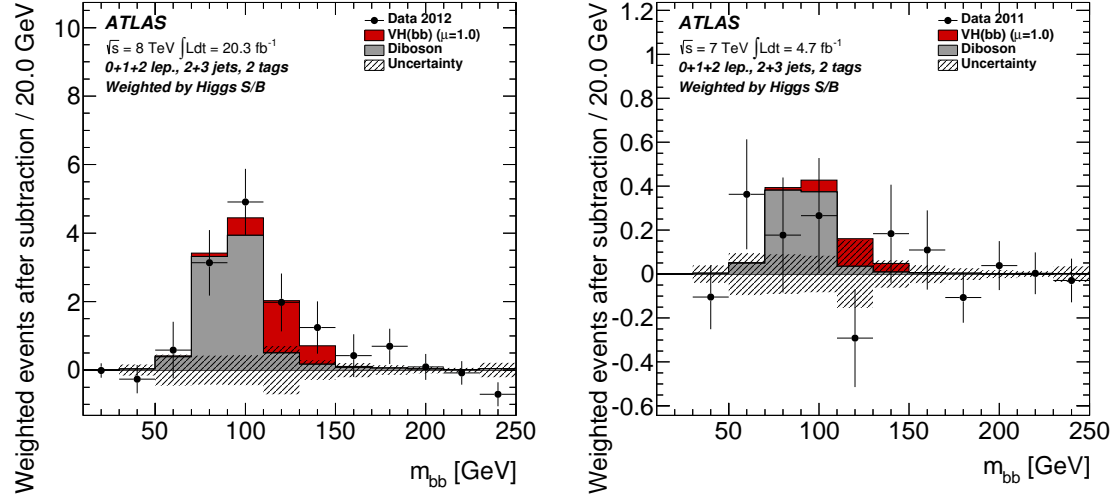 ATLAS
√s = 8 TeV ∫Ldt = 20.3 fb⁻¹
0+1+2 lep., 2+3 jets, 2 tags
Weighted by Higgs S/B
Data 2012
VH(bb) (μ=1.0)
Diboson
Uncertainty
Weighted events after subtraction / 20.0 GeV
10
8
6
4
2
0
50 100 150 200 250
m_bb [GeV]
ATLAS
√s = 7 TeV ∫Ldt = 4.7 fb⁻¹
0+1+2 lep., 2+3 jets, 2 tags
Weighted by Higgs S/B
Data 2011
VH(bb) (μ=1.0)
Diboson
Uncertainty
Weighted events after subtraction / 20.0 GeV
1.2
1
0.8
0.6
0.4
0.2
0
-0.2
-0.4
-0.6
50 100 150 200 250
m_bb [GeV]